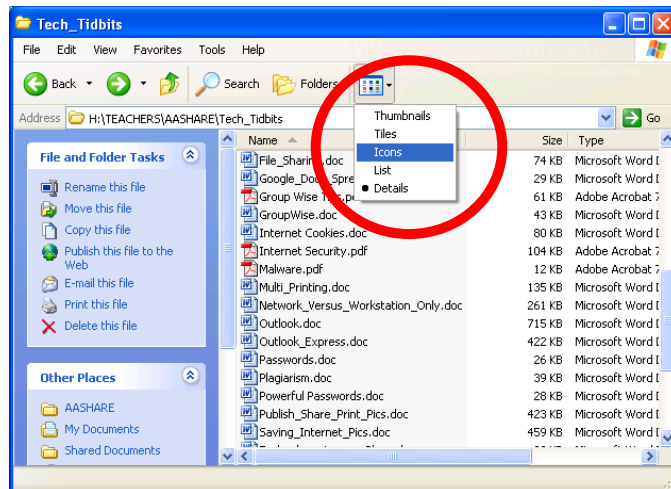 Tech_Tidbits
File Edit View Favorites Tools Help
Back Search Folders
Address H:\TEACHERS\AASHARE\Tech_Tidbits Go
Thumbnails
Tiles
Icons
List
Details
File and Folder Tasks
Rename this file
Move this file
Copy this file
Publish this file to the
Web
E-mail this file
Print this file
Delete this file
Other Places
AASHARE
My Documents
Shared Documents
Name Size Type
File_Sharing.doc 74 KB Microsoft Word
29 KB Microsoft Word
Group Wise 61 KB Adobe Acrobat 7
GroupWise.doc 43 KB Microsoft Word
Internet Cookies.doc 80 KB Microsoft Word
Internet Security.pdf 104 KB Adobe Acrobat 7
Malware.pdf 12 KB Adobe Acrobat 7
Multi_Printing.doc 135 KB Microsoft Word
Network_Versus_Workstation_Only.doc 261 KB Microsoft Word
Outlook.doc 715 KB Microsoft Word
Outlook_Express.doc 422 KB Microsoft Word
Passwords.doc 26 KB Microsoft Word
Plagiarism.doc 39 KB Microsoft Word
Powerful Passwords.doc 28 KB Microsoft Word
Publish_Share_Print_Pics.doc 423 KB Microsoft Word
Saving_Internet_Pics.doc 459 KB Microsoft Word